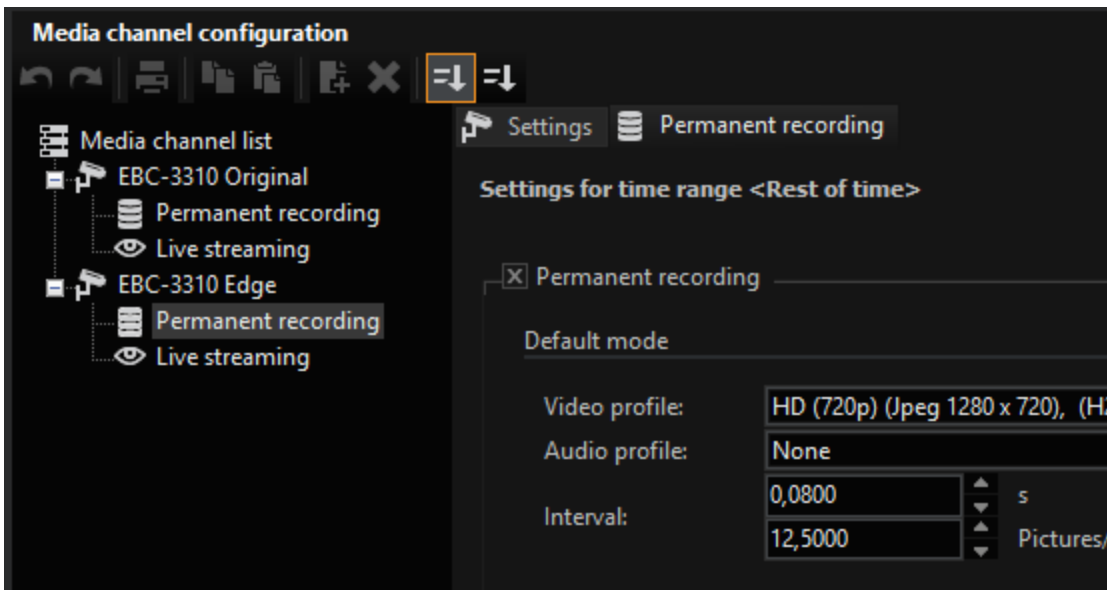 Media channel configuration
Media channel list
EBC-3310 Original
Permanent recording
Live streaming
EBC-3310 Edge
Permanent recording
Live streaming
Settings
Permanent recording
Settings for time range <Rest of time>
Permanent recording
Default mode
Video profile:
HD (720p) (Jpeg 1280 x 720),
Audio profile:
None
Interval:
0,0800
s
12,5000
Pictures/